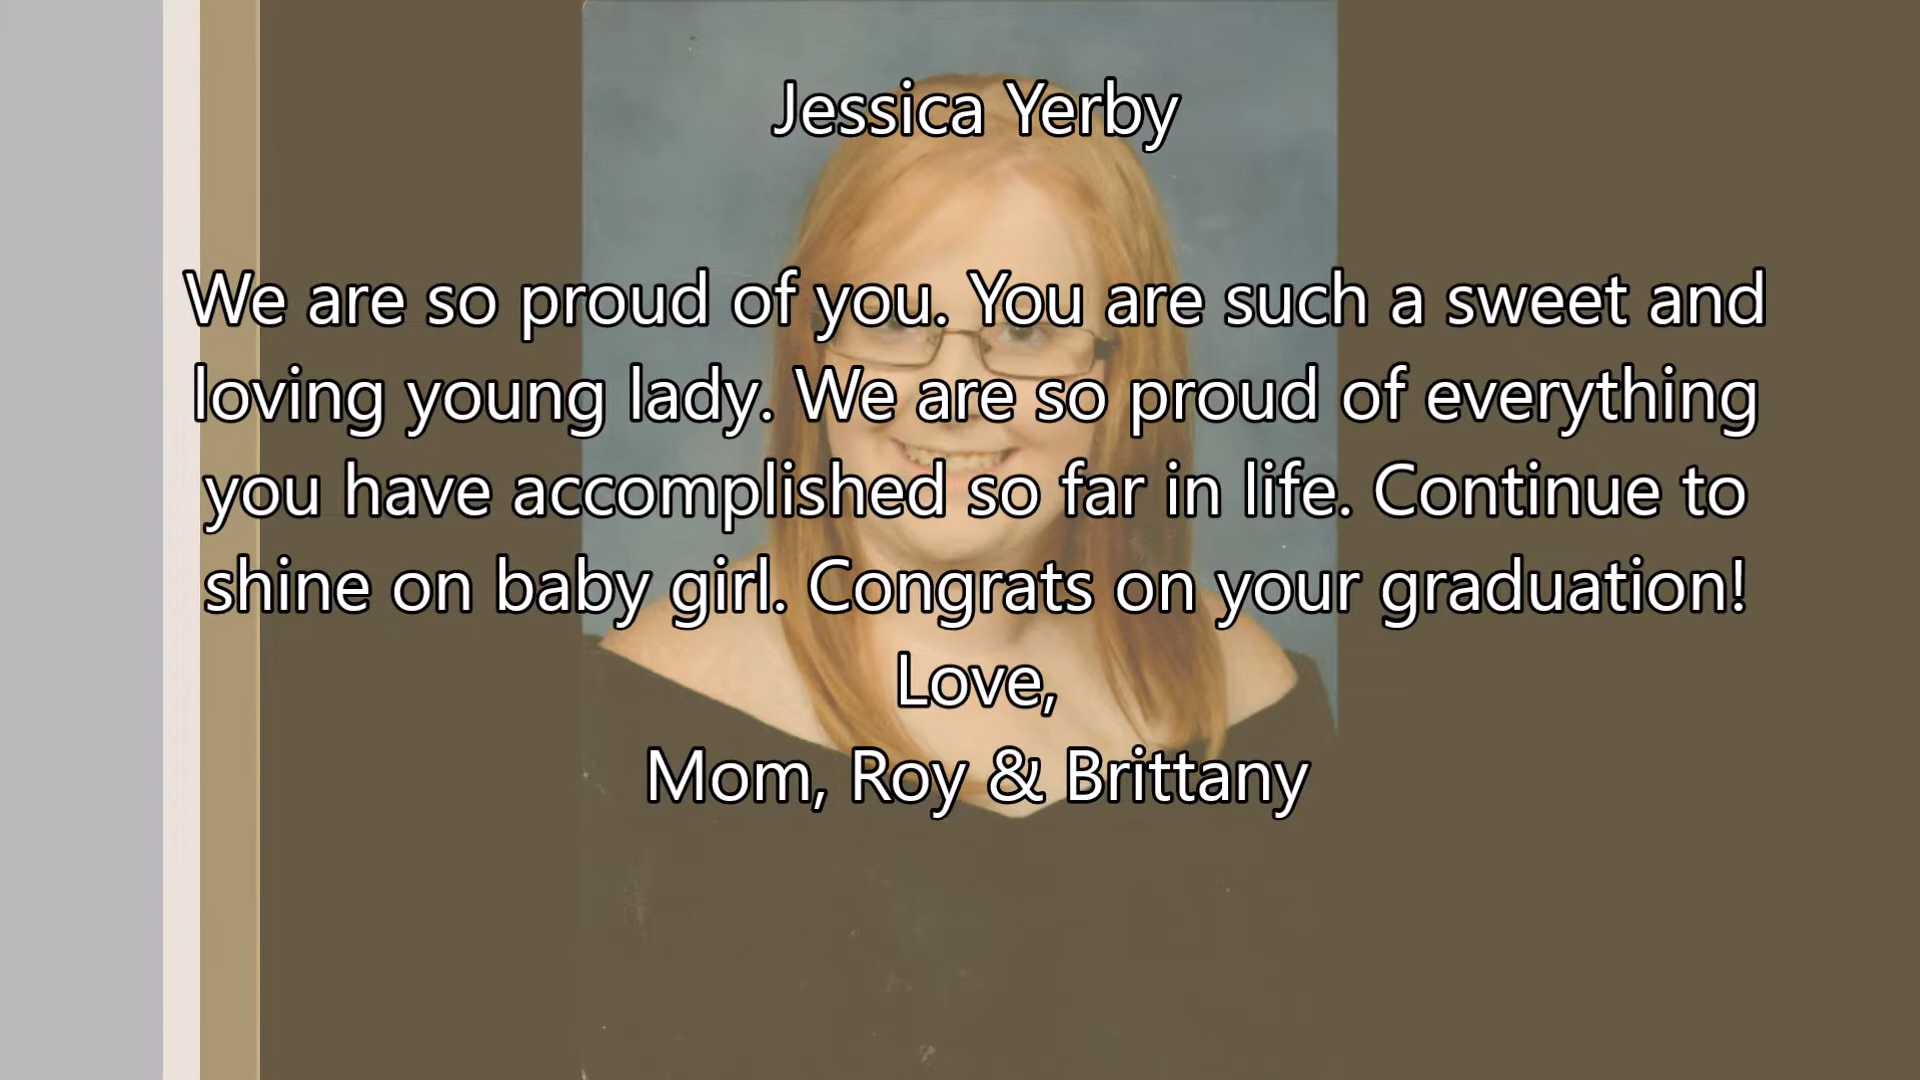 Jessica Yerby
We are so proud of you. You are such a sweet and
loving young lady. We are so proud of everything
you have accomplished so far in life. Continue to
shine on baby girl. Congrats on your graduation!
Love,
Mom, Roy & Brittany